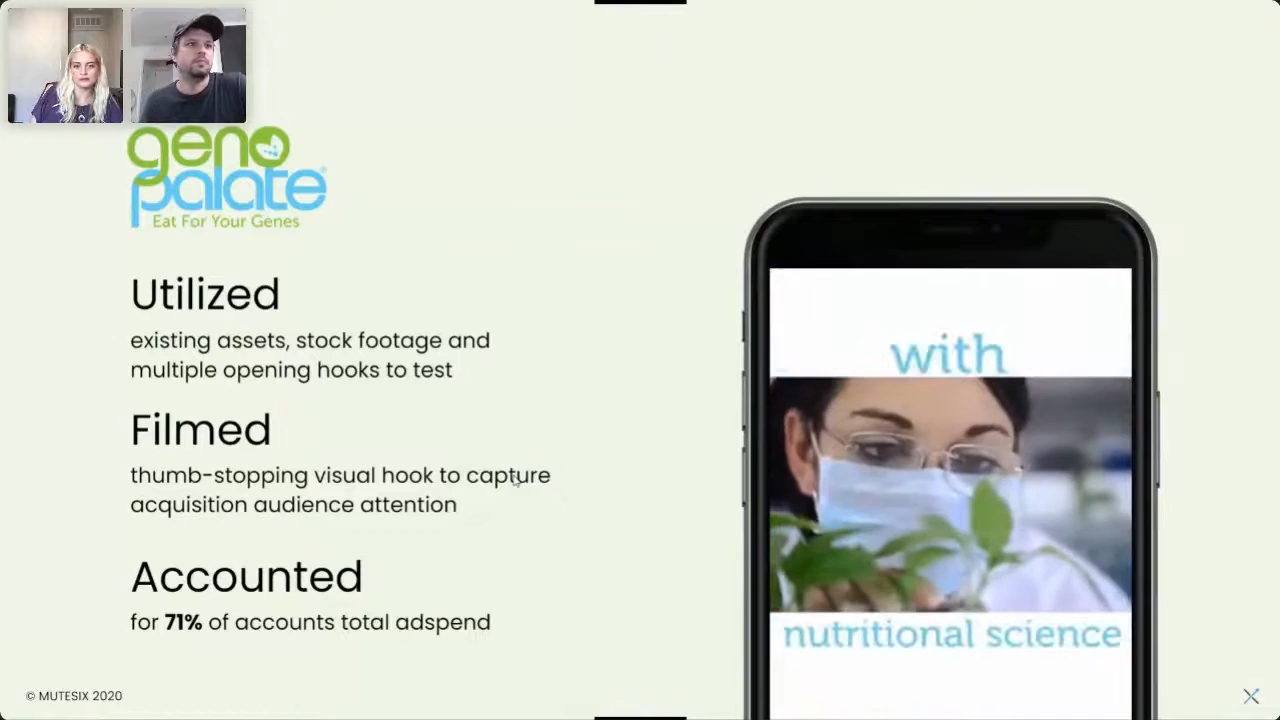 geno
palate
Eat For Your Genes
Utilized
existing assets, stock footage and
multiple opening hooks to test
Filmed
thumb-stopping visual hook to capture
acquisition audience attention
Accounted
for 71% of accounts total adspend
with
nutritional science
© MUTESIX 2020